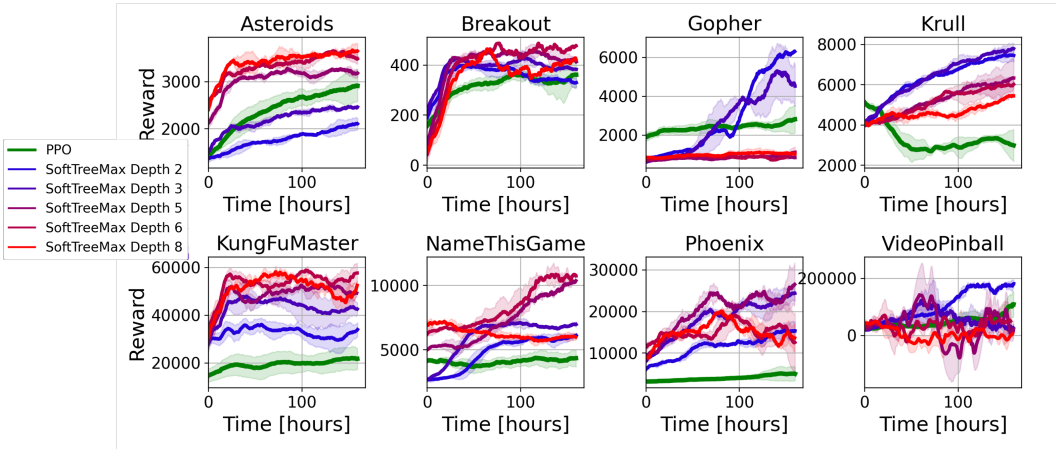 Asteroids Breakout Gopher Krull
Reward
3000
2000
0 100
Time [hours]
400
200
0
0 100
Time [hours]
6000
4000
2000
0 100
Time [hours]
8000
6000
4000
2000
0 100
Time [hours]
PPO
SoftTreeMax Depth 2
SoftTreeMax Depth 3
SoftTreeMax Depth 5
SoftTreeMax Depth 6
SoftTreeMax Depth 8
KungFuMaster NameThisGame Phoenix VideoPinball
Reward
60000
40000
20000
0 100
Time [hours]
10000
5000
0 100
Time [hours]
30000
20000
10000
0 100
Time [hours]
200000
0
0 100
Time [hours]